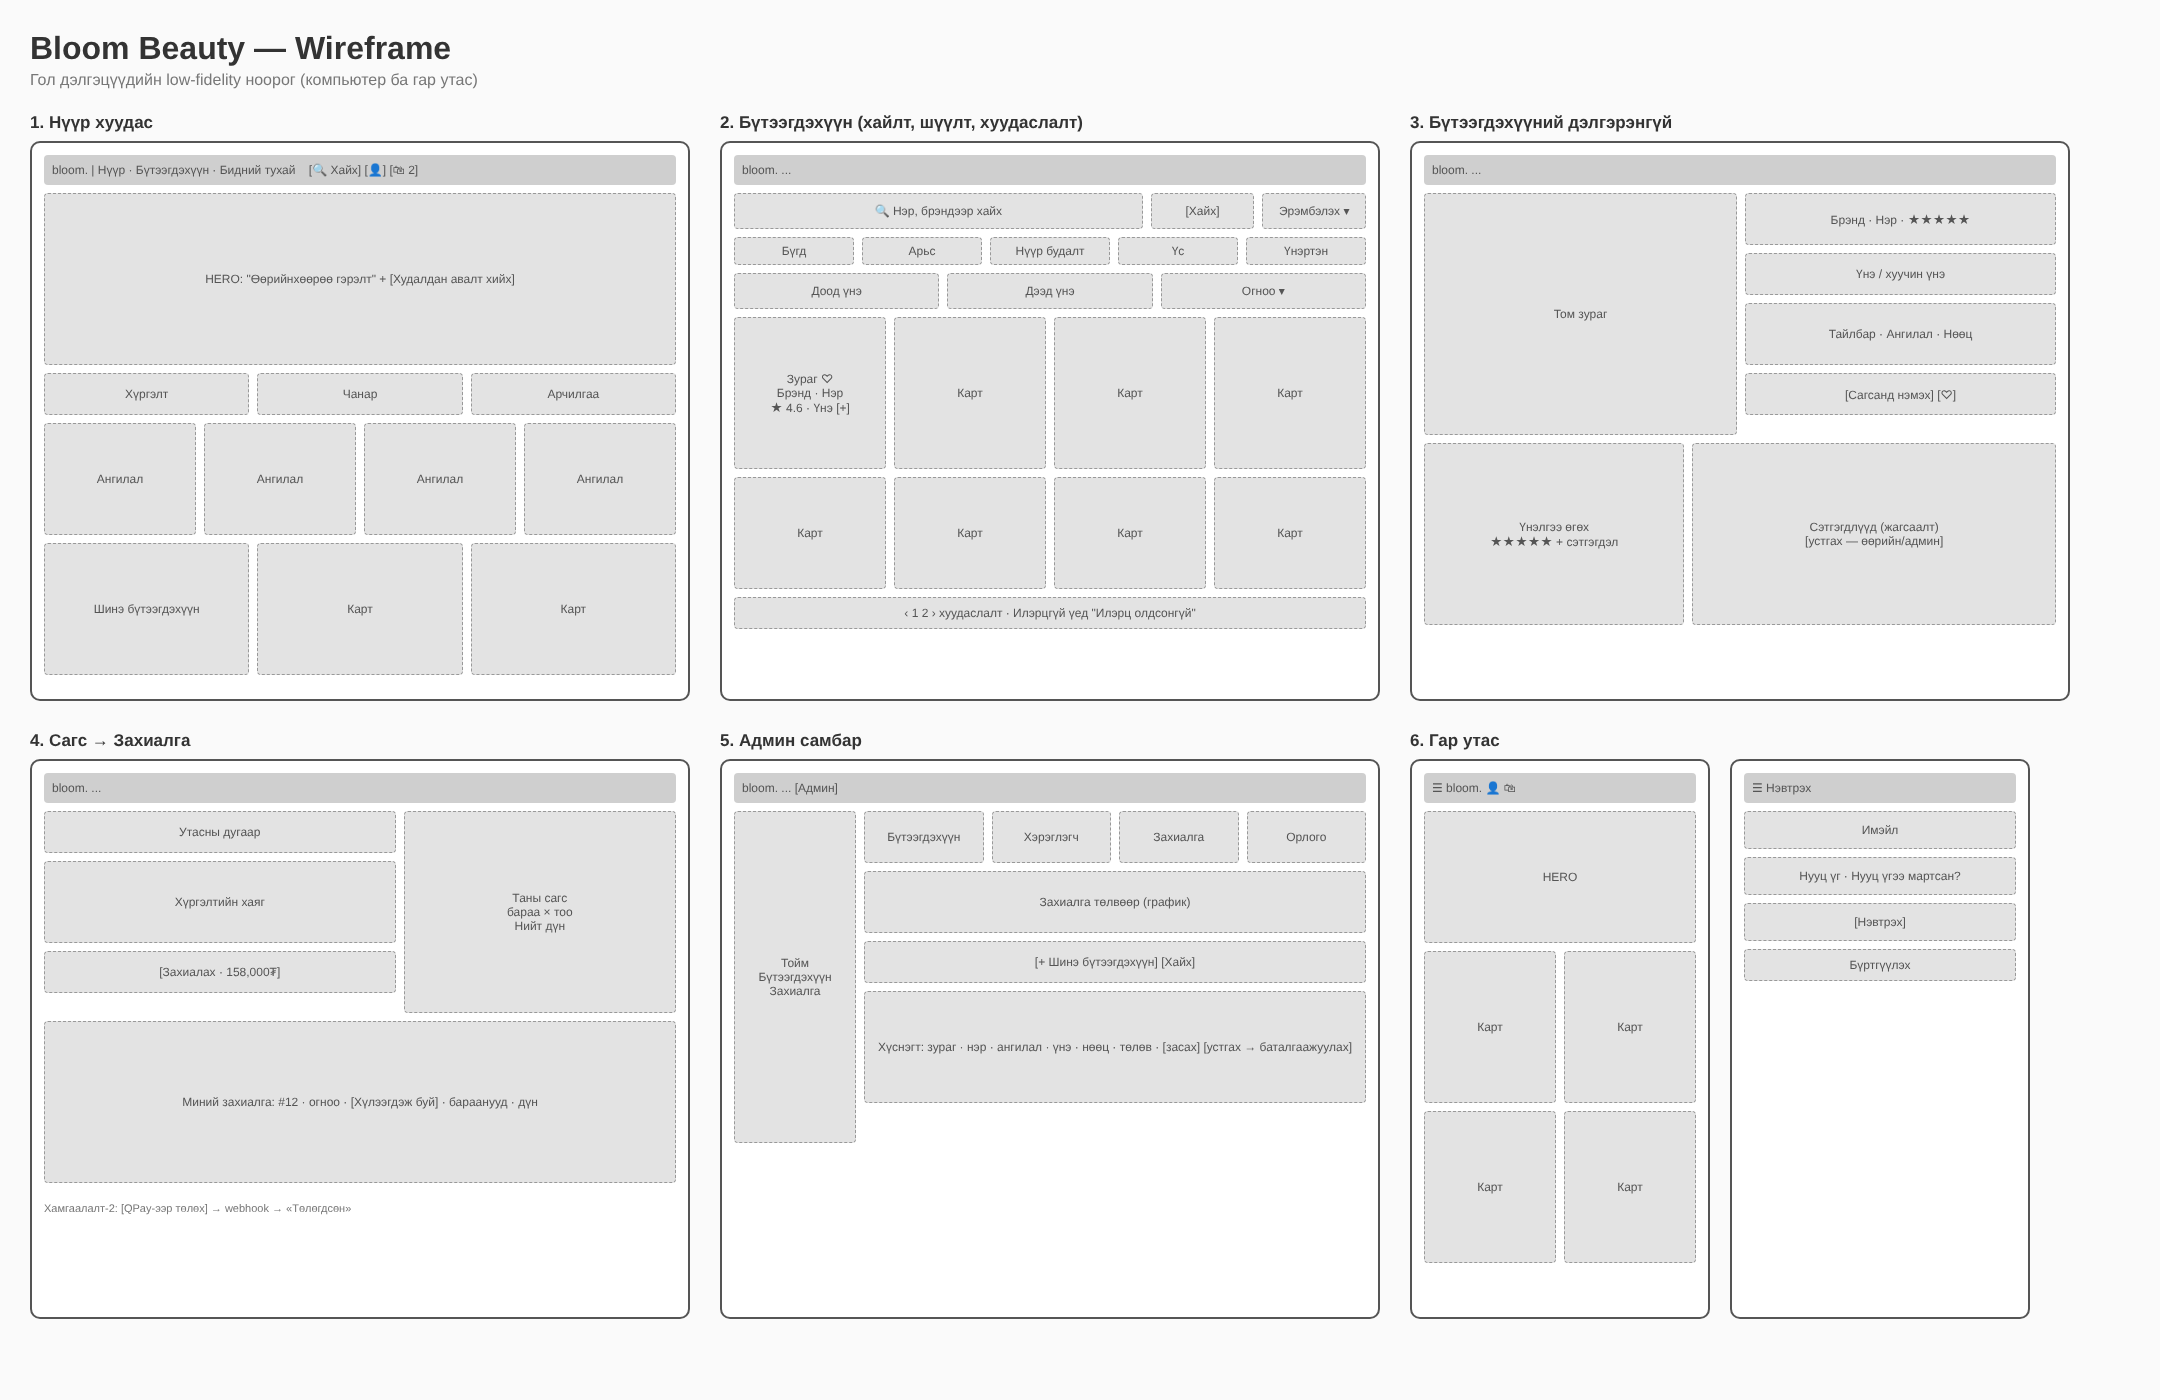 Bloom Beauty — Wireframe
Гол дэлгэцүүдийн low-fidelity ноорог (компьютер ба гар утас)
1. Нүүр хуудас
bloom. | Нүүр · Бүтээгдэхүүн · Бидний тухай [🔍 Хайх] [👤] [🛍 2]
HERO: "Өөрийнхөөрөө гэрэлт" + [Худалдан авалт хийх]
Хүргэлт
Чанар
Арчилгаа
Ангилал
Ангилал
Ангилал
Ангилал
Шинэ бүтээгдэхүүн
Карт
Карт
2. Бүтээгдэхүүн (хайлт, шүүлт, хуудаслалт)
bloom. ...
🔍 Нэр, брэндээр хайх
[Хайх]
Эрэмбэлэх ▾
Бүгд
Арьс
Нүүр будалт
Үс
Үнэртэн
Доод үнэ
Дээд үнэ
Огноо ▾
Зураг ♡
Брэнд · Нэр
★ 4.6 · Үнэ [+]
Карт
Карт
Карт
Карт
Карт
Карт
Карт
‹ 1 2 › хуудаслалт · Илэрцгүй үед "Илэрц олдсонгүй"
3. Бүтээгдэхүүний дэлгэрэнгүй
bloom. ...
Том зураг
Брэнд · Нэр · ★★★★★
Үнэ / хуучин үнэ
Тайлбар · Ангилал · Нөөц
[Сагсанд нэмэх] [♡]
Үнэлгээ өгөх
★★★★★ + сэтгэгдэл
Сэтгэгдлүүд (жагсаалт)
[устгах — өөрийн/админ]
4. Сагс → Захиалга
bloom. ...
Утасны дугаар
Хүргэлтийн хаяг
[Захиалах · 158,000₮]
Таны сагс
бараа × тоо
Нийт дүн
Миний захиалга: #12 · огноо · [Хүлээгдэж буй] · бараанууд · дүн
Хамгаалалт-2: [QPay-ээр төлөх] → webhook → «Төлөгдсөн»
5. Админ самбар
bloom. ... [Админ]
Тойм
Бүтээгдэхүүн
Захиалга
Бүтээгдэхүүн
Хэрэглэгч
Захиалга
Орлого
Захиалга төлвөөр (график)
[+ Шинэ бүтээгдэхүүн] [Хайх]
Хүснэгт: зураг · нэр · ангилал · үнэ · нөөц · төлөв · [засах] [устгах → баталгаажуулах]
6. Гар утас
☰ bloom. 👤 🛍
HERO
Карт
Карт
Карт
Карт
☰ Нэвтрэх
Имэйл
Нууц үг · Нууц үгээ мартсан?
[Нэвтрэх]
Бүртгүүлэх